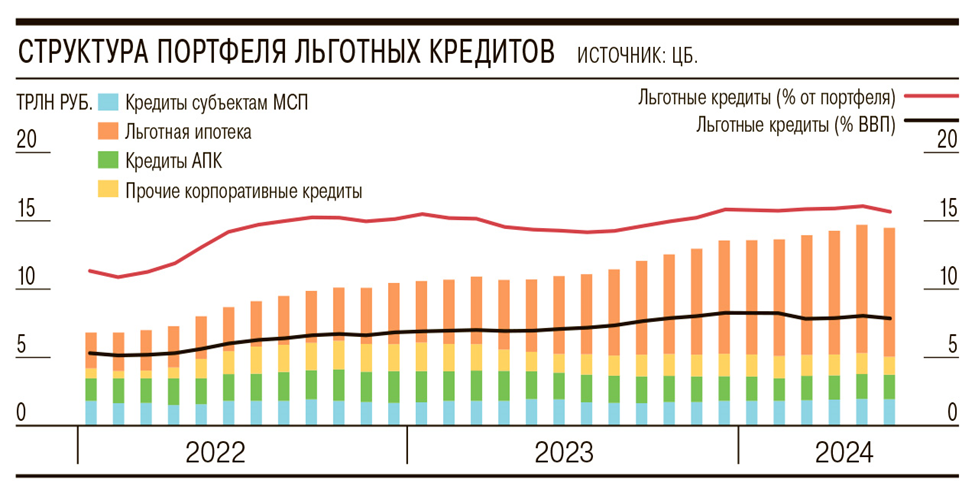 СТРУКТУРА ПОРТФЕЛЯ ЛЬГОТНЫХ КРЕДИТОВ ИСТОЧНИК: ЦБ.
ТРЛН РУБ.
Кредиты субъектам МСП
Льготная ипотека
Кредиты АПК
Прочие корпоративные кредиты
Льготные кредиты (% от портфеля)
Льготные кредиты (% ВВП)
20 20
15 15
10 10
5 5
0 0
2022 2023 2024